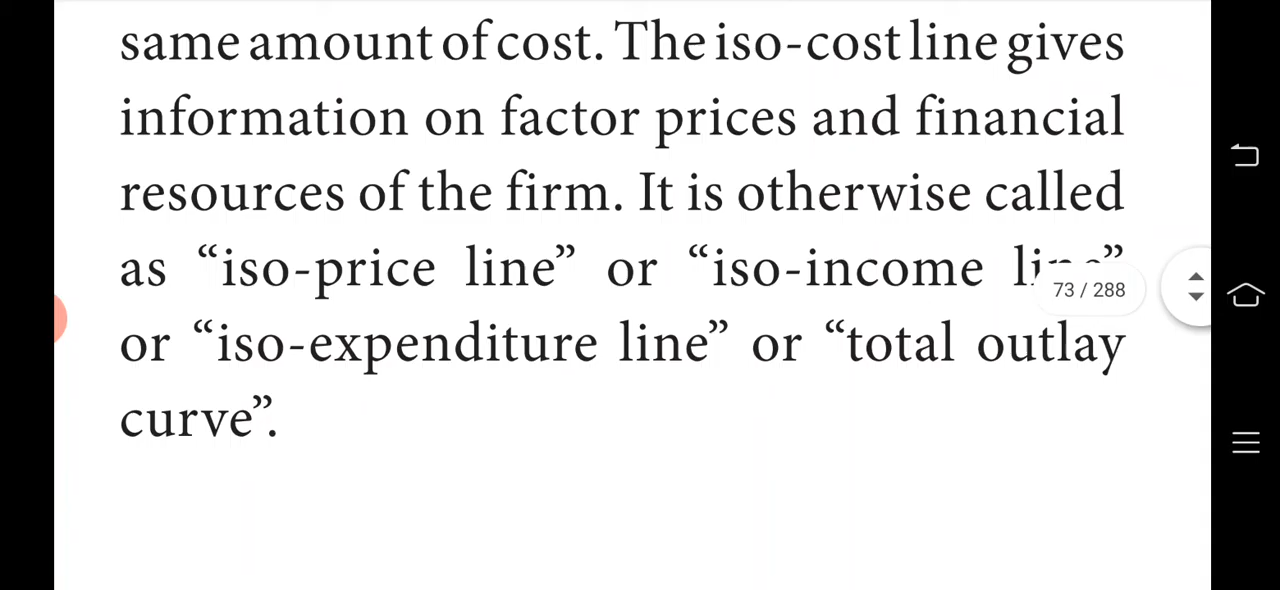 same amount of cost. The iso-cost line gives
information on factor prices and financial
resources of the firm. It is otherwise called
as “iso-price line” or “iso-income
73 / 288
or “iso-expenditure line” or “total outlay
curve”.